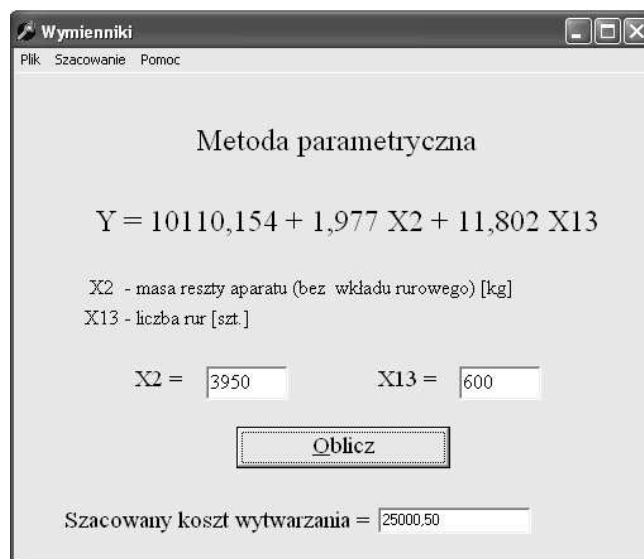 Wymienniki
Plik Szacowanie Pomoc
Metoda parametryczna
Y = 10110,154 + 1,977 X2 + 11,802 X13
X2 - masa reszty aparatu (bez wkładu rurowego) [kg]
X13 - liczba rur [szt.]
X2 = 3950 X13 = 600
Oblicz
Szacowany koszt wytwarzania = 25000,50